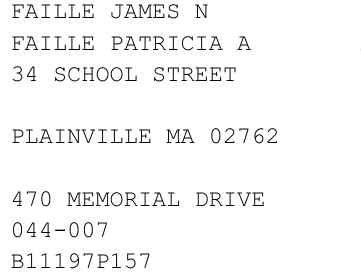 FAILLE JAMES N
FAILLE PATRICIA A
34 SCHOOL STREET
PLAINVILLE MA 02762
470 MEMORIAL DRIVE
044-007
B11197P157